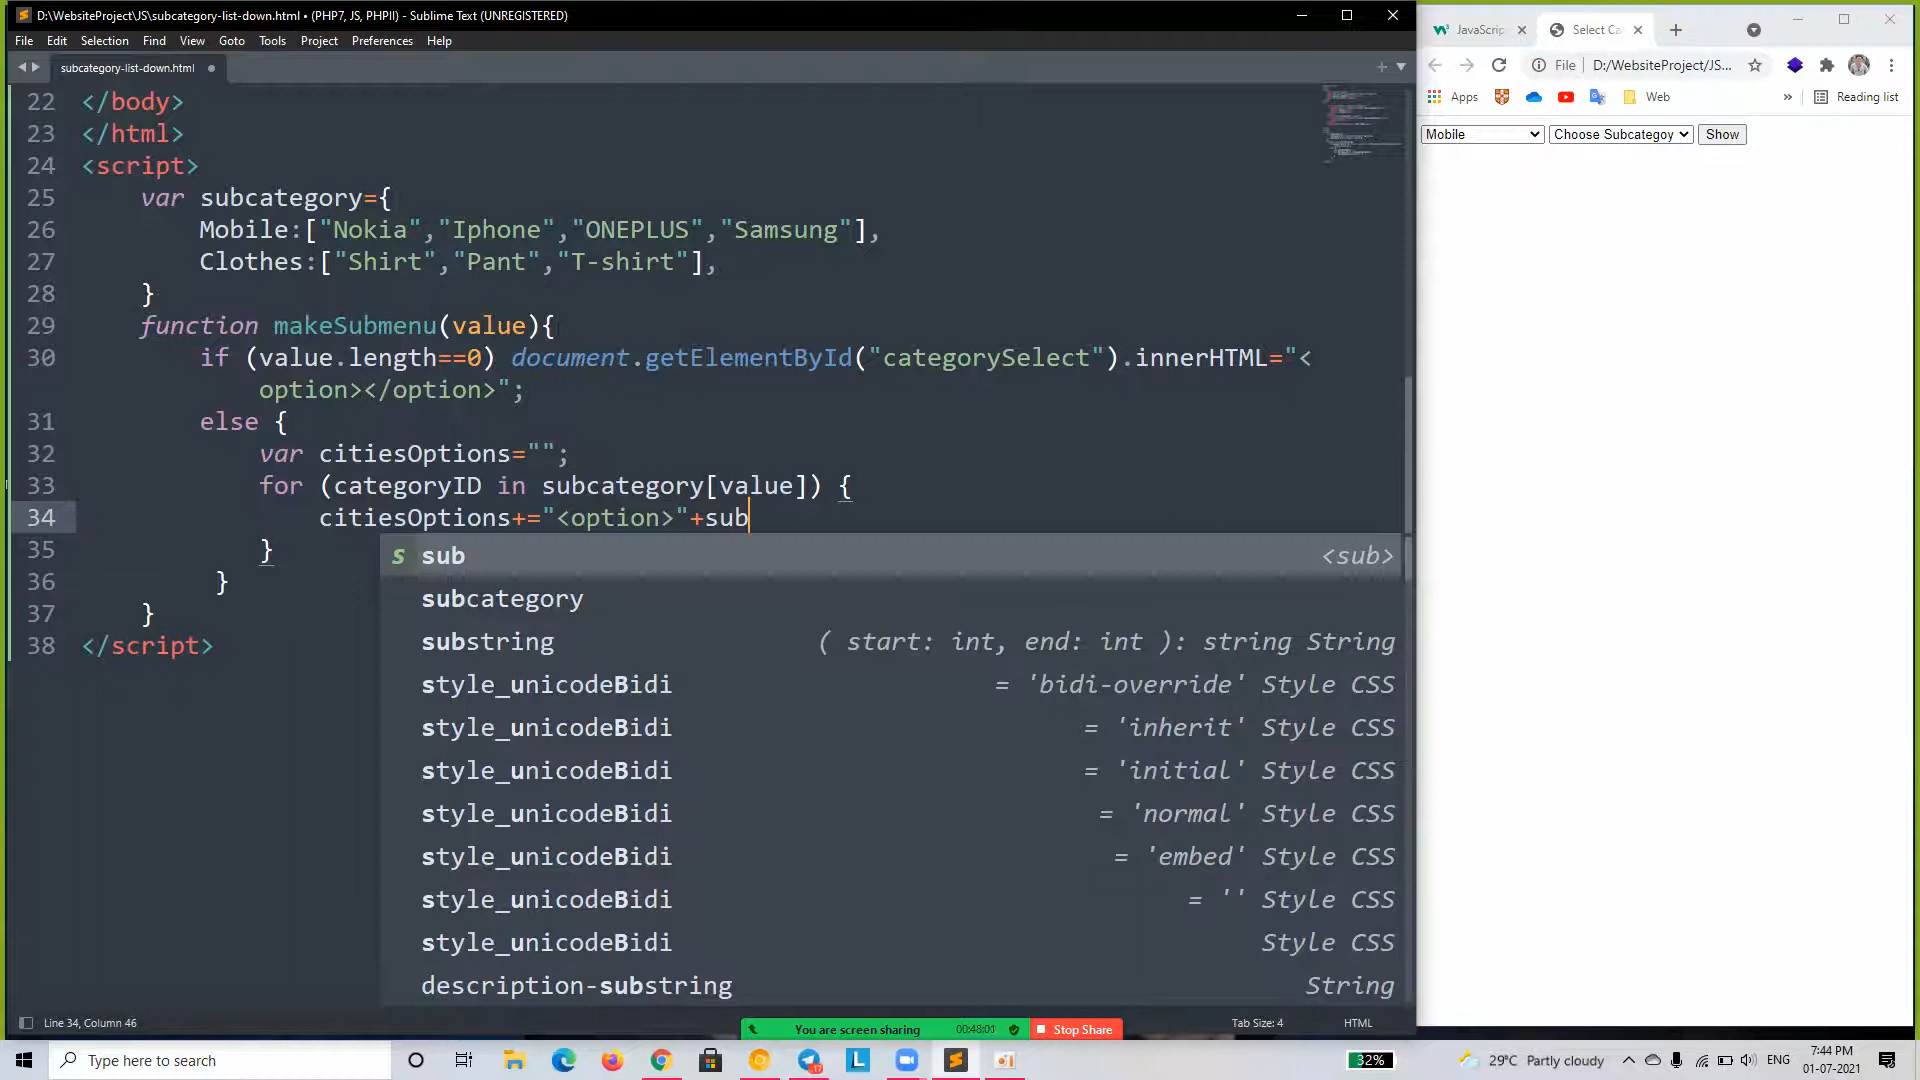 D:\WebsiteProject\JS\subcategory-list-down.html • (PHP7, JS, PHPII) - Sublime Text (UNREGISTERED)
File Edit Selection Find View Goto Tools Project Preferences Help
subcategory-list-down.html
22 </body>
23 </html>
24 <script>
25 var subcategory={
26 Mobile:["Nokia","Iphone","ONEPLUS","Samsung"],
27 Clothes:["Shirt","Pant","T-shirt"],
28 }
29 function makeSubmenu(value){
30 if (value.length==0) document.getElementById("categorySelect").innerHTML="<
option></option>";
31 else {
32 var citiesOptions="";
33 for (categoryID in subcategory[value]) {
34 citiesOptions+="<option>"+sub
35 }
36 }
37 }
38 </script>
s sub <sub>
subcategory
substring ( start: int, end: int ): string String
style_unicodeBidi = 'bidi-override' Style CSS
style_unicodeBidi = 'inherit' Style CSS
style_unicodeBidi = 'initial' Style CSS
style_unicodeBidi = 'normal' Style CSS
style_unicodeBidi = 'embed' Style CSS
style_unicodeBidi = '' Style CSS
style_unicodeBidi Style CSS
description-substring String
Line 34, Column 46
Tab Size: 4 HTML
You are screen sharing 00:48:01 Stop Share
JavaScrip
Select Ca
File D:/WebsiteProject/JS...
Apps Web » Reading list
Mobile Choose Subcategoy Show
Type here to search
L
17
32%
29°C Partly cloudy
ENG
7:44 PM
01-07-2021